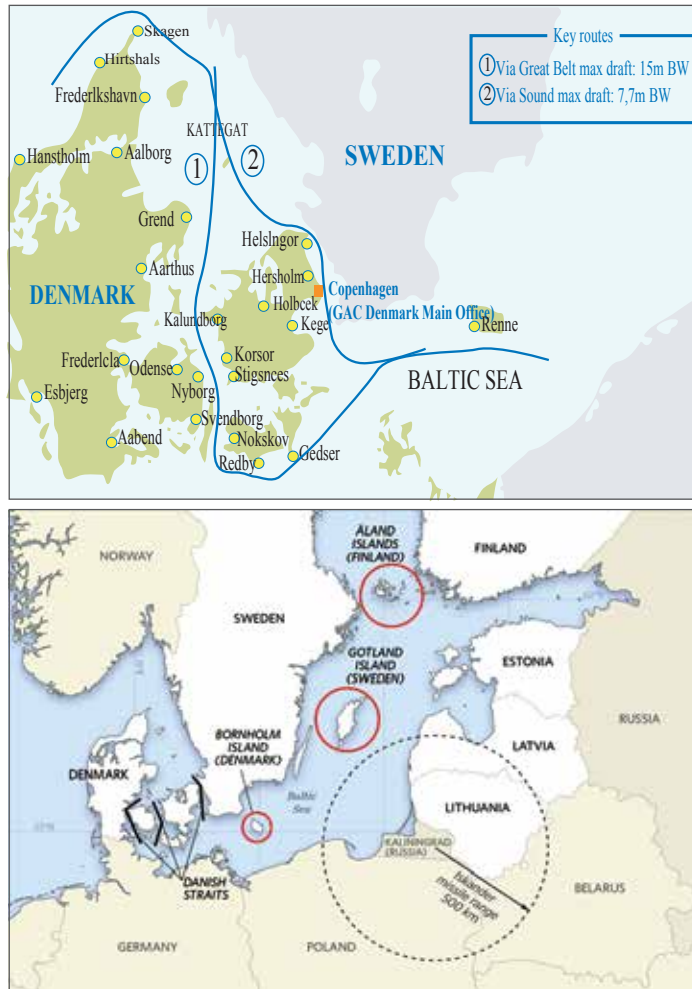 Skagen
Hirtshals
Frederlkshavn
Key routes
1 Via Great Belt max draft: 15m BW
2 Via Sound max draft: 7,7m BW
KATTEGAT
1
2
SWEDEN
Hanstholm
Aalborg
Grend
Helslngor
Aarthus
Hersholm
DENMARK
Copenhagen
(GAC Denmark Main Office)
Holbcek
Kalundborg
Kege
Renne
Frederlcla
Odense
Korsor
Stigsnces
BALTIC SEA
Esbjerg
Nyborg
Svendborg
Aabend
Nokskov
Redby
Gedser
ÅLAND
ISLANDS
(FINLAND)
FINLAND
NORWAY
SWEDEN
GOTLAND
ISLAND
(SWEDEN)
ESTONIA
RUSSIA
BORNHOLM
ISLAND
(DENMARK)
LATVIA
DENMARK
Baltic
Sea
LITHUANIA
KALININGRAD
(RUSSIA)
Iskander
missile range
500 km
BELARUS
DANISH
STRAITS
GERMANY
POLAND